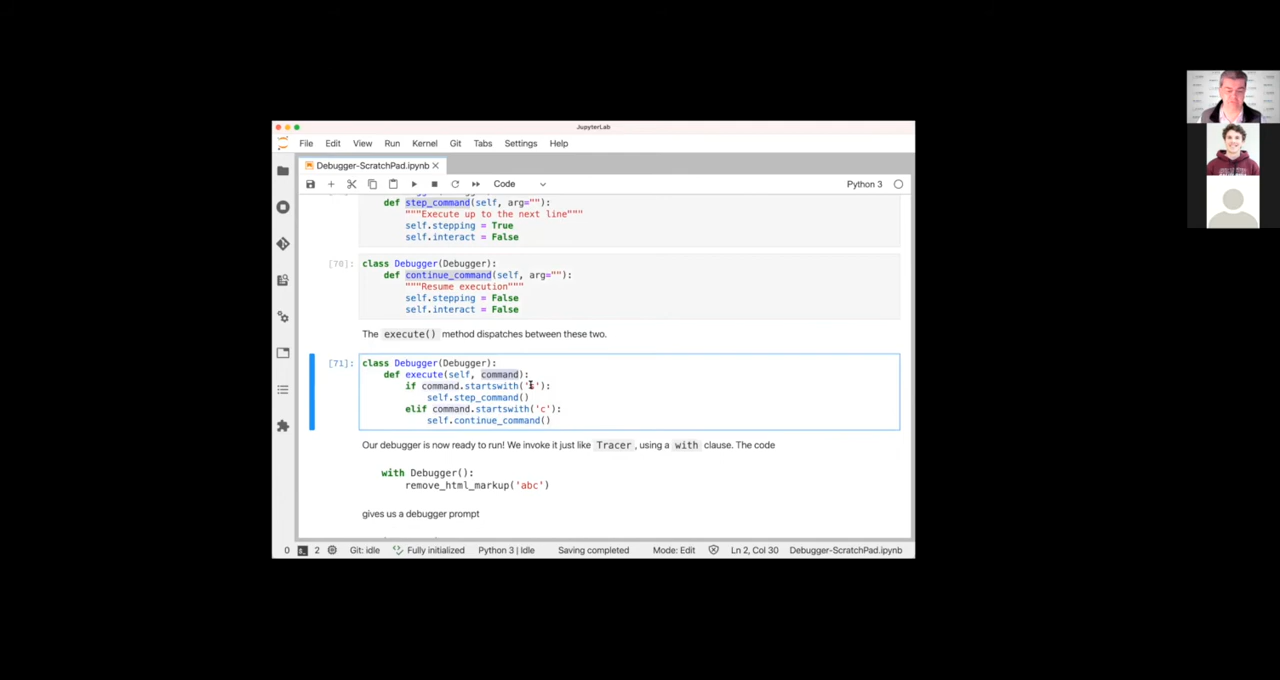 JupyterLab
File Edit View Run Kernel Git Tabs Settings Help
Debugger-ScratchPad.ipynb
Code
Python 3
def step_command(self, arg=""):
"""Execute up to the next line"""
self.stepping = True
self.interact = False
[70]: class Debugger(Debugger):
def continue_command(self, arg=""):
"""Resume execution"""
self.stepping = False
self.interact = False
The execute() method dispatches between these two.
[71]: class Debugger(Debugger):
def execute(self, command):
if command.startswith(' '):
self.step_command()
elif command.startswith('c'):
self.continue_command()
Our debugger is now ready to run! We invoke it just like Tracer, using a with clause. The code
with Debugger():
remove_html_markup('abc')
gives us a debugger prompt
0 2 Git: idle Fully initialized Python 3 | Idle Saving completed Mode: Edit Ln 2, Col 30 Debugger-ScratchPad.ipynb